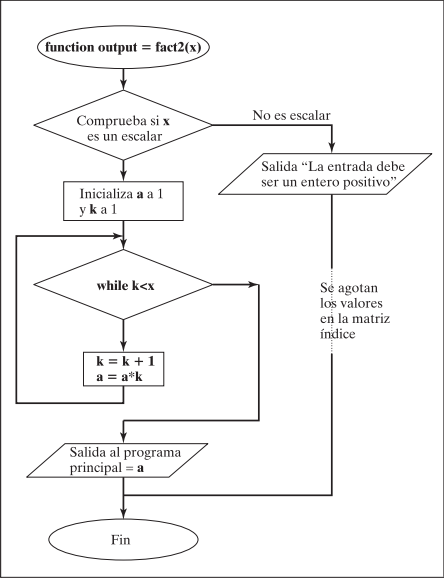 function output = fact2(x)
Comprueba si x
es un escalar
No es escalar
Salida “La entrada debe
ser un entero positivo”
Inicializa a a 1
y k a 1
while k<x
Se agotan
los valores
en la matriz
índice
k = k + 1
a = a*k
Salida al programa
principal = a
Fin